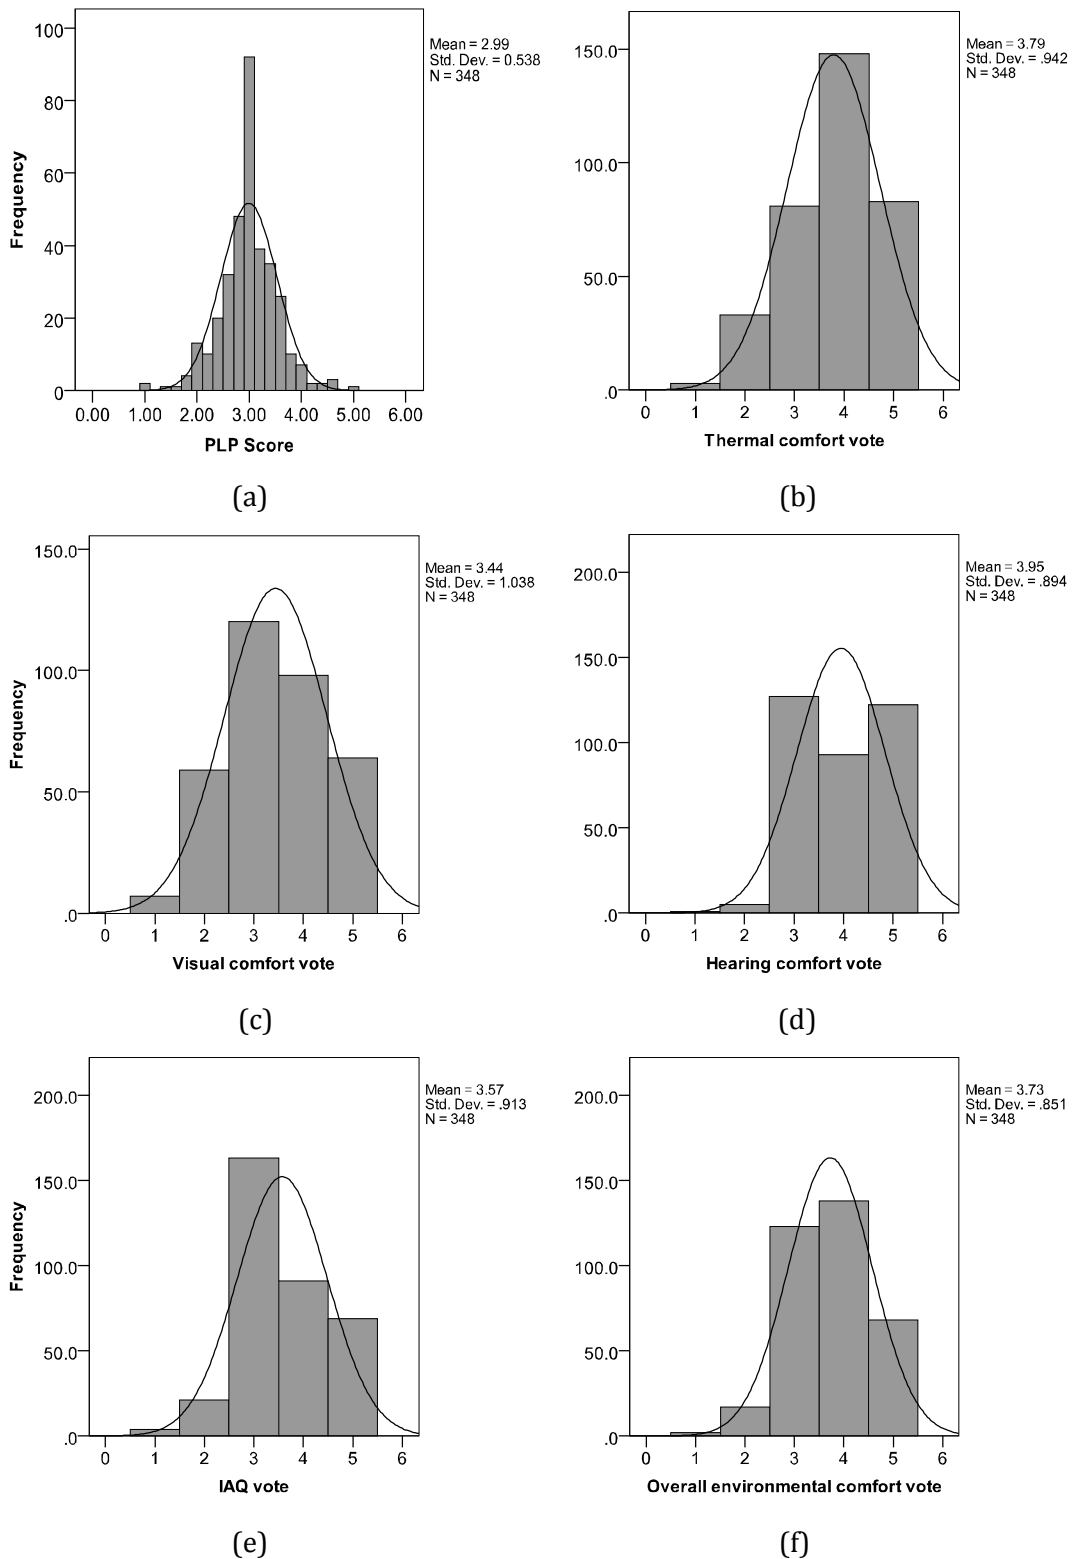 100
80
60
40
20
0
Frequency
0.00 1.00 2.00 3.00 4.00 5.00 6.00
PLP Score
Mean = 2.99
Std. Dev. = 0.538
N = 348
(a)
150.0
100.0
50.0
.0
0 1 2 3 4 5 6
Thermal comfort vote
Mean = 3.79
Std. Dev. = .942
N = 348
(b)
150.0
100.0
50.0
.0
Frequency
0 1 2 3 4 5 6
Visual comfort vote
Mean = 3.44
Std. Dev. = 1.038
N = 348
(c)
200.0
150.0
100.0
50.0
.0
0 1 2 3 4 5 6
Hearing comfort vote
Mean = 3.95
Std. Dev. = .894
N = 348
(d)
200.0
150.0
100.0
50.0
.0
Frequency
0 1 2 3 4 5 6
IAQ vote
Mean = 3.57
Std. Dev. = .913
N = 348
(e)
200.0
150.0
100.0
50.0
.0
0 1 2 3 4 5 6
Overall environmental comfort vote
Mean = 3.73
Std. Dev. = .851
N = 348
(f)